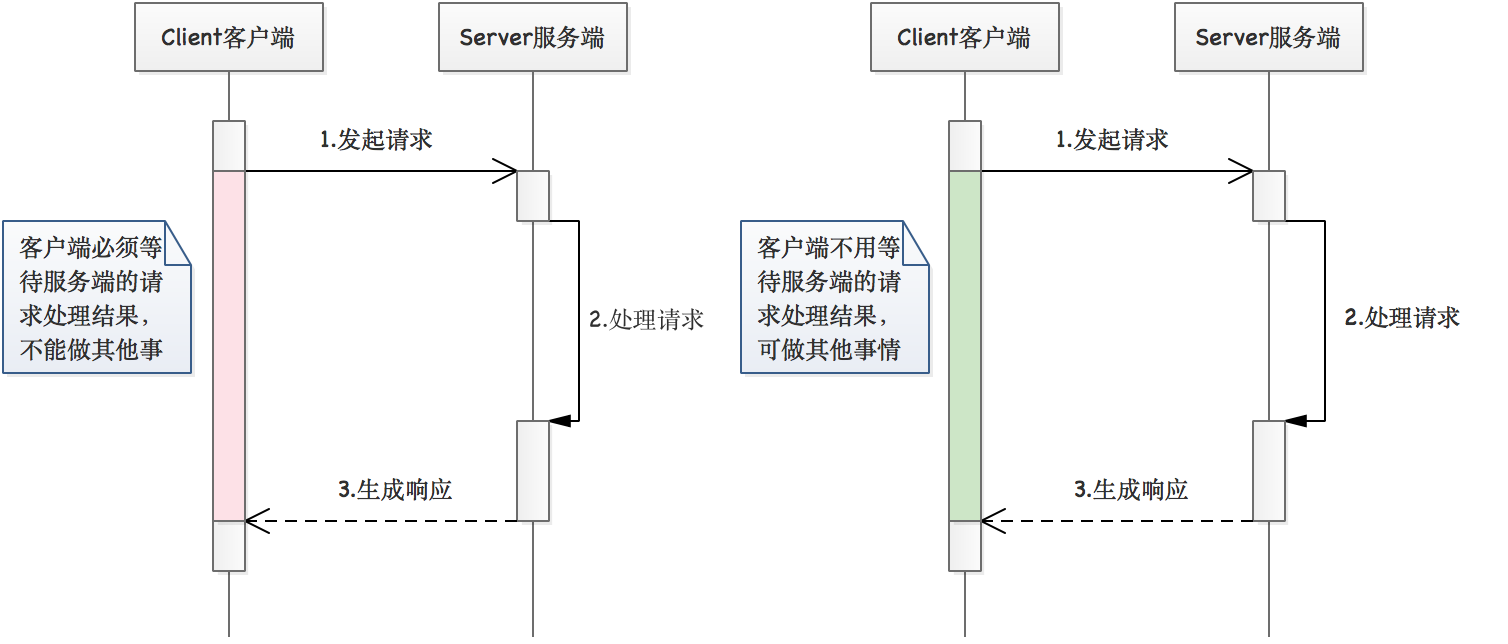 Client客户端
Server服务端
1.发起请求
客户端必须等
待服务端的请
求处理结果，
不能做其他事
2.处理请求
3.生成响应
Client客户端
Server服务端
1.发起请求
客户端不用等
待服务端的请
求处理结果，
可做其他事情
2.处理请求
3.生成响应